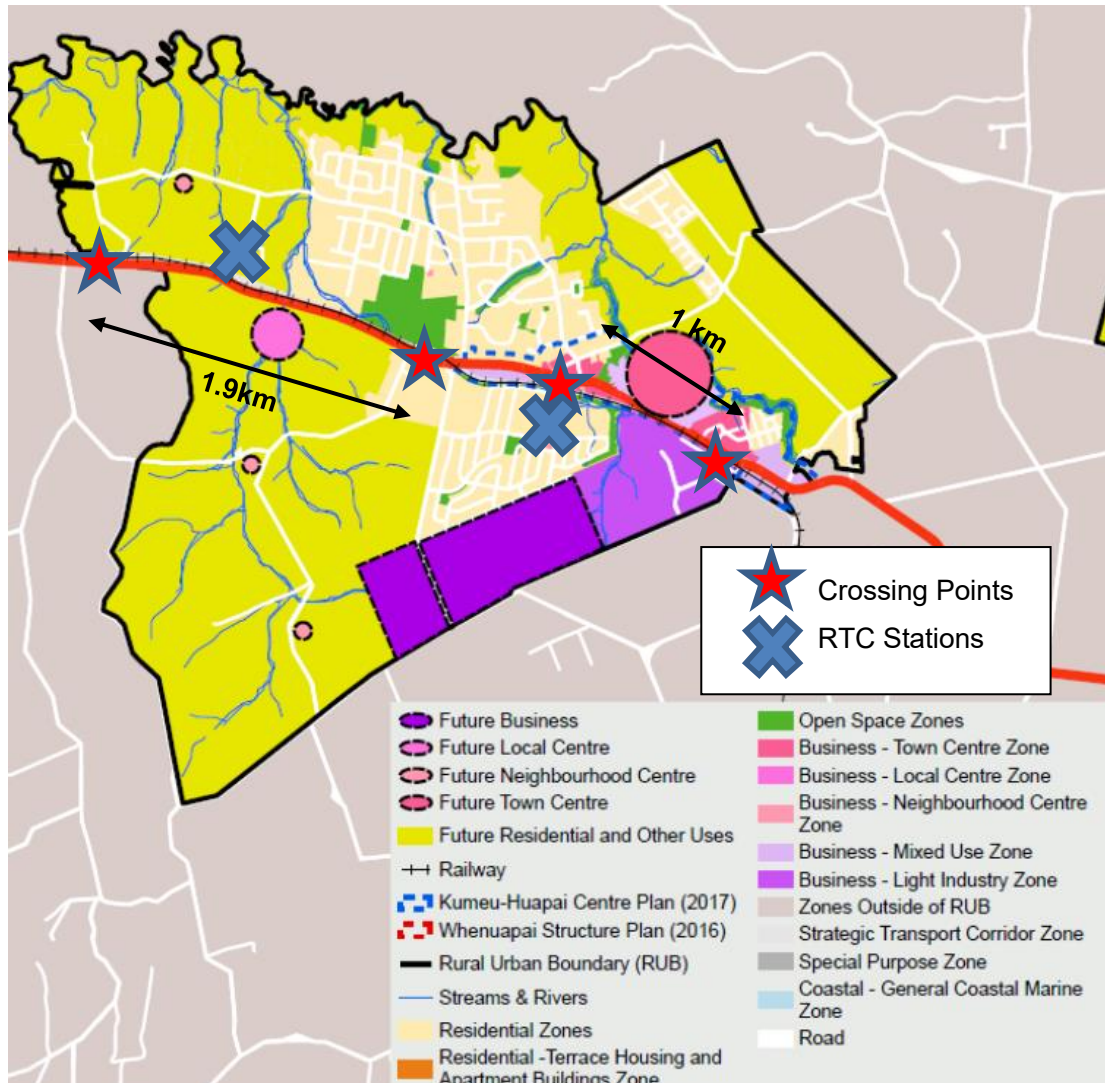 1.9km
1 km
Crossing Points
RTC Stations
Future Business
Future Local Centre
Future Neighbourhood Centre
Future Town Centre
Future Residential and Other Uses
Railway
Kumeu-Huapai Centre Plan (2017)
Whenuapai Structure Plan (2016)
Rural Urban Boundary (RUB)
Streams & Rivers
Residential Zones
Residential -Terrace Housing and
Apartment Buildings Zone
Open Space Zones
Business - Town Centre Zone
Business - Local Centre Zone
Business - Neighbourhood Centre
Zone
Business - Mixed Use Zone
Business - Light Industry Zone
Zones Outside of RUB
Strategic Transport Corridor Zone
Special Purpose Zone
Coastal - General Coastal Marine
Zone
Road